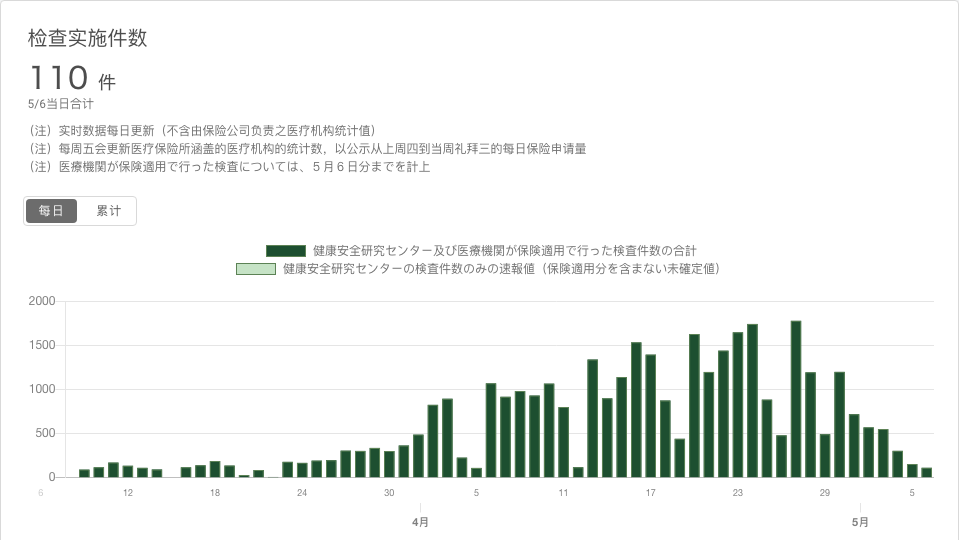 检查实施件数
110 件
5/6当日合计
（注）实时数据每日更新（不含由保险公司负责之医疗机构统计值）
（注）每周五会更新医疗保险所涵盖的医疗机构的统计数，以公示从上周四到当周礼拜三的每日保险申请量
（注）医療機関が保険適用で行った検査については、５月６日分までを計上
每日 累计
健康安全研究センター及び医療機関が保険適用で行った検査件数の合計
健康安全研究センターの検査件数のみの速報値（保険適用分を含まない未確定値）
2000
1500
1000
500
0
6 12 18 24 30 5 11 17 23 29 5
4月 5月